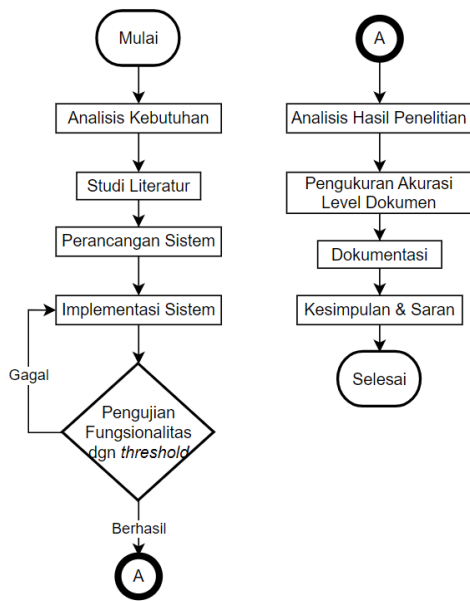 Mulai
Analisis Kebutuhan
Studi Literatur
Perancangan Sistem
Implementasi Sistem
Gagal
Pengujian
Fungsionalitas
dgn threshold
Berhasil
A
A
Analisis Hasil Penelitian
Pengukuran Akurasi
Level Dokumen
Dokumentasi
Kesimpulan & Saran
Selesai